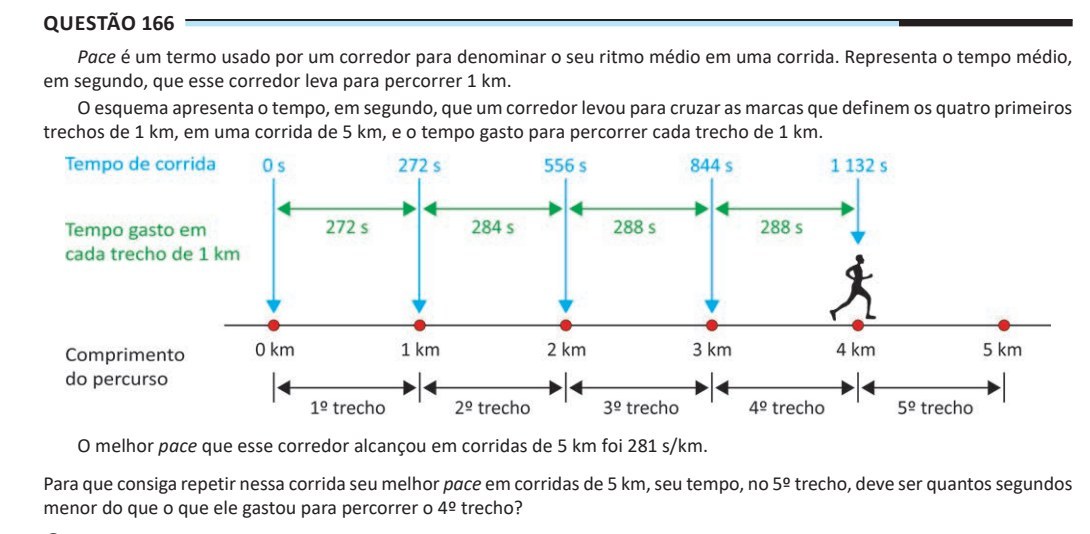 QUESTÃO 166
Pace é um termo usado por um corredor para denominar o seu ritmo médio em uma corrida. Representa o tempo médio,
em segundo, que esse corredor leva para percorrer 1 km.
O esquema apresenta o tempo, em segundo, que um corredor levou para cruzar as marcas que definem os quatro primeiros
trechos de 1 km, em uma corrida de 5 km, e o tempo gasto para percorrer cada trecho de 1 km.
Tempo de corrida 0 s 272 s 556 s 844 s 1 132 s
Tempo gasto em
cada trecho de 1 km
272 s 284 s 288 s 288 s
0 km 1 km 2 km 3 km 4 km 5 km
Comprimento
do percurso
1º trecho 2º trecho 3º trecho 4º trecho 5º trecho
O melhor pace que esse corredor alcançou em corridas de 5 km foi 281 s/km.
Para que consiga repetir nessa corrida seu melhor pace em corridas de 5 km, seu tempo, no 5º trecho, deve ser quantos segundos
menor do que o que ele gastou para percorrer o 4º trecho?